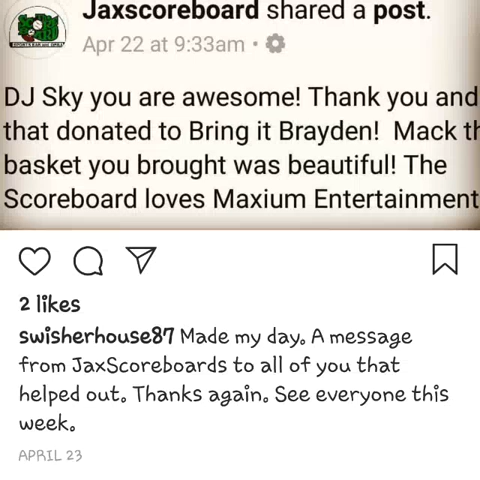 Jaxscoreboard shared a post.
Apr 22 at 9:33am •
DJ Sky you are awesome! Thank you and
that donated to Bring it Brayden! Mack
basket you brought was beautiful! The
Scoreboard loves Maxium Entertainment
2 likes
swisherhouse87 Made my day. A message
from JaxScoreboards to all of you that
helped out. Thanks again. See everyone this
week.
APRIL 23